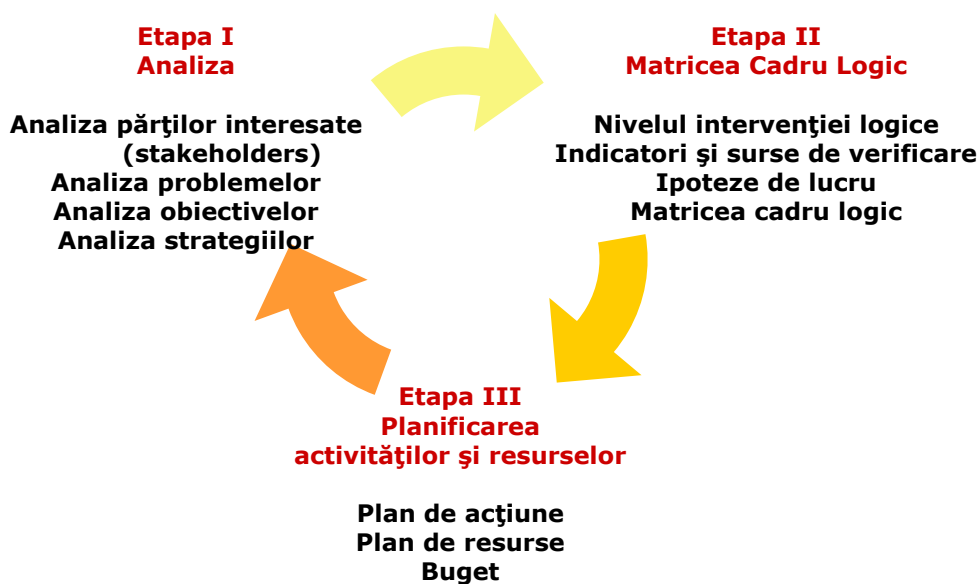 Etapa I
Analiza
Analiza părţilor interesate
(stakeholders)
Analiza problemelor
Analiza obiectivelor
Analiza strategiilor
Etapa II
Matricea Cadru Logic
Nivelul intervenţiei logice
Indicatori şi surse de verificare
Ipoteze de lucru
Matricea cadru logic
Etapa III
Planificarea
activităţilor şi resurselor
Plan de acţiune
Plan de resurse
Buget